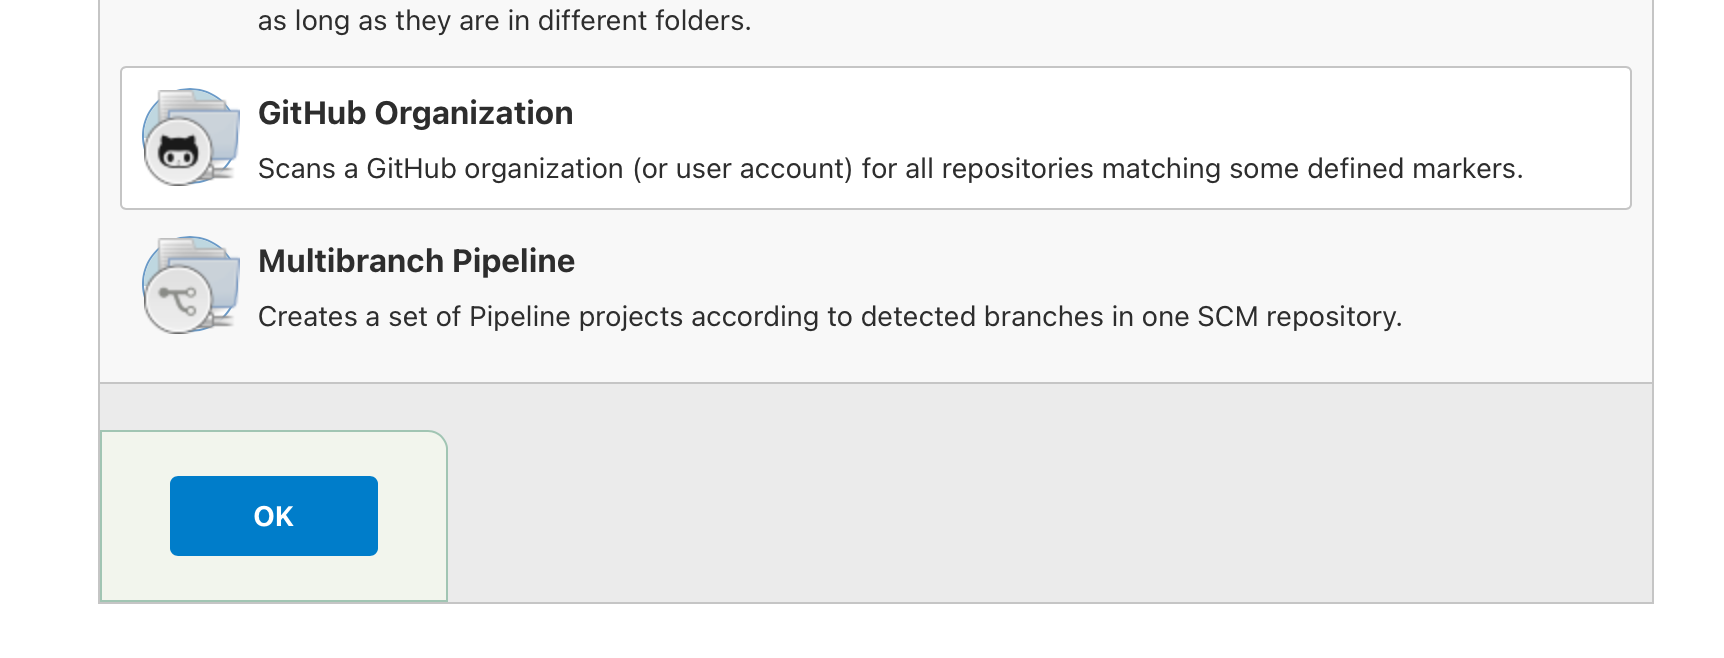 as long as they are in different folders.
GitHub Organization
Scans a GitHub organization (or user account) for all repositories matching some defined markers.
Multibranch Pipeline
Creates a set of Pipeline projects according to detected branches in one SCM repository.
OK